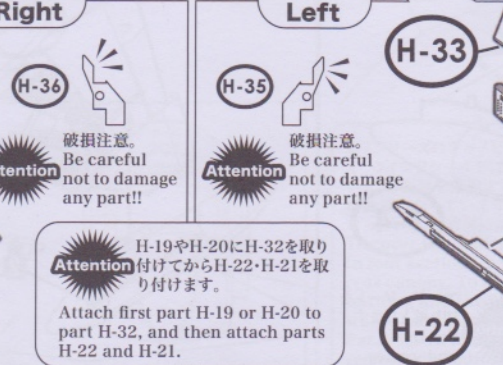 Right
Left
H-33
H-36
H-35
破損注意。
Attention
Be careful
not to damage
any part!!
破損注意。
Attention
Be careful
not to damage
any part!!
Attention
H-19やH-20にH-32を取り
付けてからH-22・H-21を取
り付けます。
Attach first part H-19 or H-20 to
part H-32, and then attach parts
H-22 and H-21.
H-22